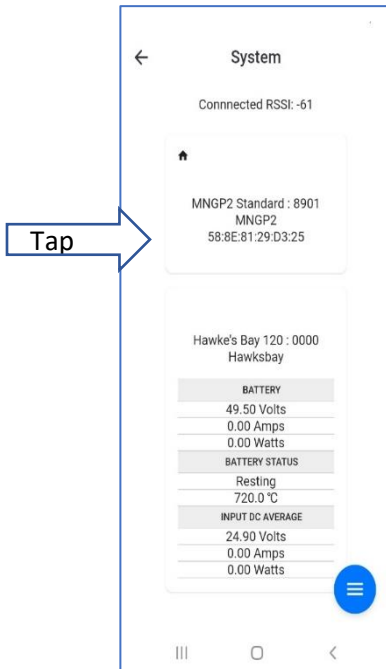 System
Connnected RSSI: -61
MNGP2 Standard : 8901
MNGP2
58:8E:81:29:D3:25
Tap
Hawke's Bay 120 : 0000
Hawksbay
BATTERY
49.50 Volts
0.00 Amps
0.00 Watts
BATTERY STATUS
Resting
720.0 °C
INPUT DC AVERAGE
24.90 Volts
0.00 Amps
0.00 Watts